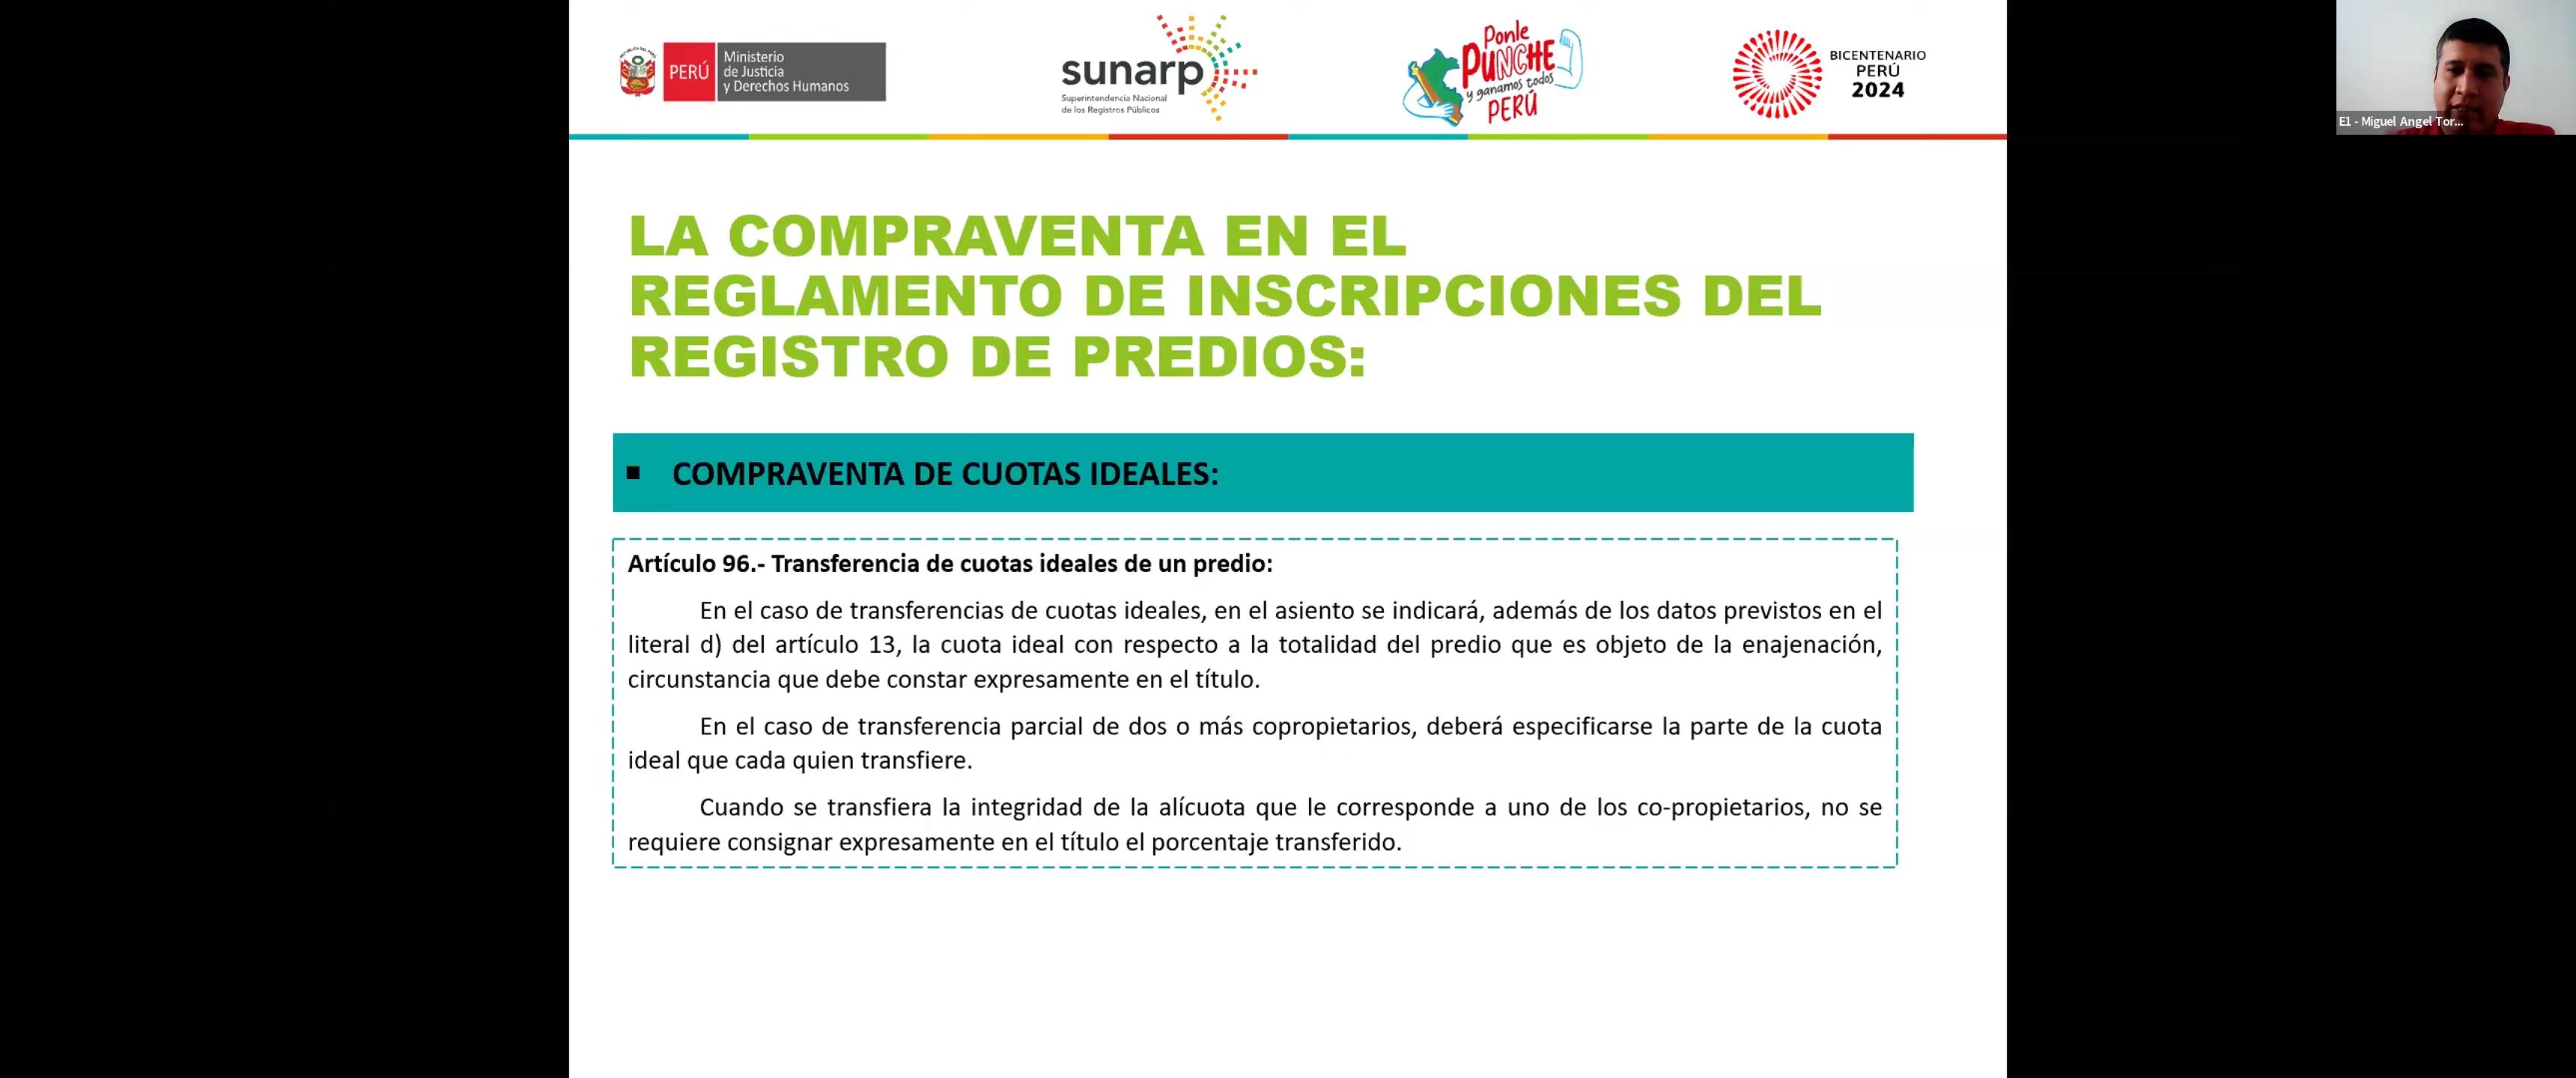 PERÚ
Ministerio
de Justicia
y Derechos Humanos
sunarp
Superintendencia Nacional
de los Registros Públicos
Ponle
PUNCHE
y ganamos todos
PERÚ
BICENTENARIO
PERÚ
2024
E1 - Miguel Angel Tor...
LA COMPRAVENTA EN EL
REGLAMENTO DE INSCRIPCIONES DEL
REGISTRO DE PREDIOS:
▪ COMPRAVENTA DE CUOTAS IDEALES:
Artículo 96.- Transferencia de cuotas ideales de un predio:
En el caso de transferencias de cuotas ideales, en el asiento se indicará, además de los datos previstos en el
literal d) del artículo 13, la cuota ideal con respecto a la totalidad del predio que es objeto de la enajenación,
circunstancia que debe constar expresamente en el título.
En el caso de transferencia parcial de dos o más copropietarios, deberá especificarse la parte de la cuota
ideal que cada quien transfiere.
Cuando se transfiera la integridad de la alícuota que le corresponde a uno de los co-propietarios, no se
requiere consignar expresamente en el título el porcentaje transferido.